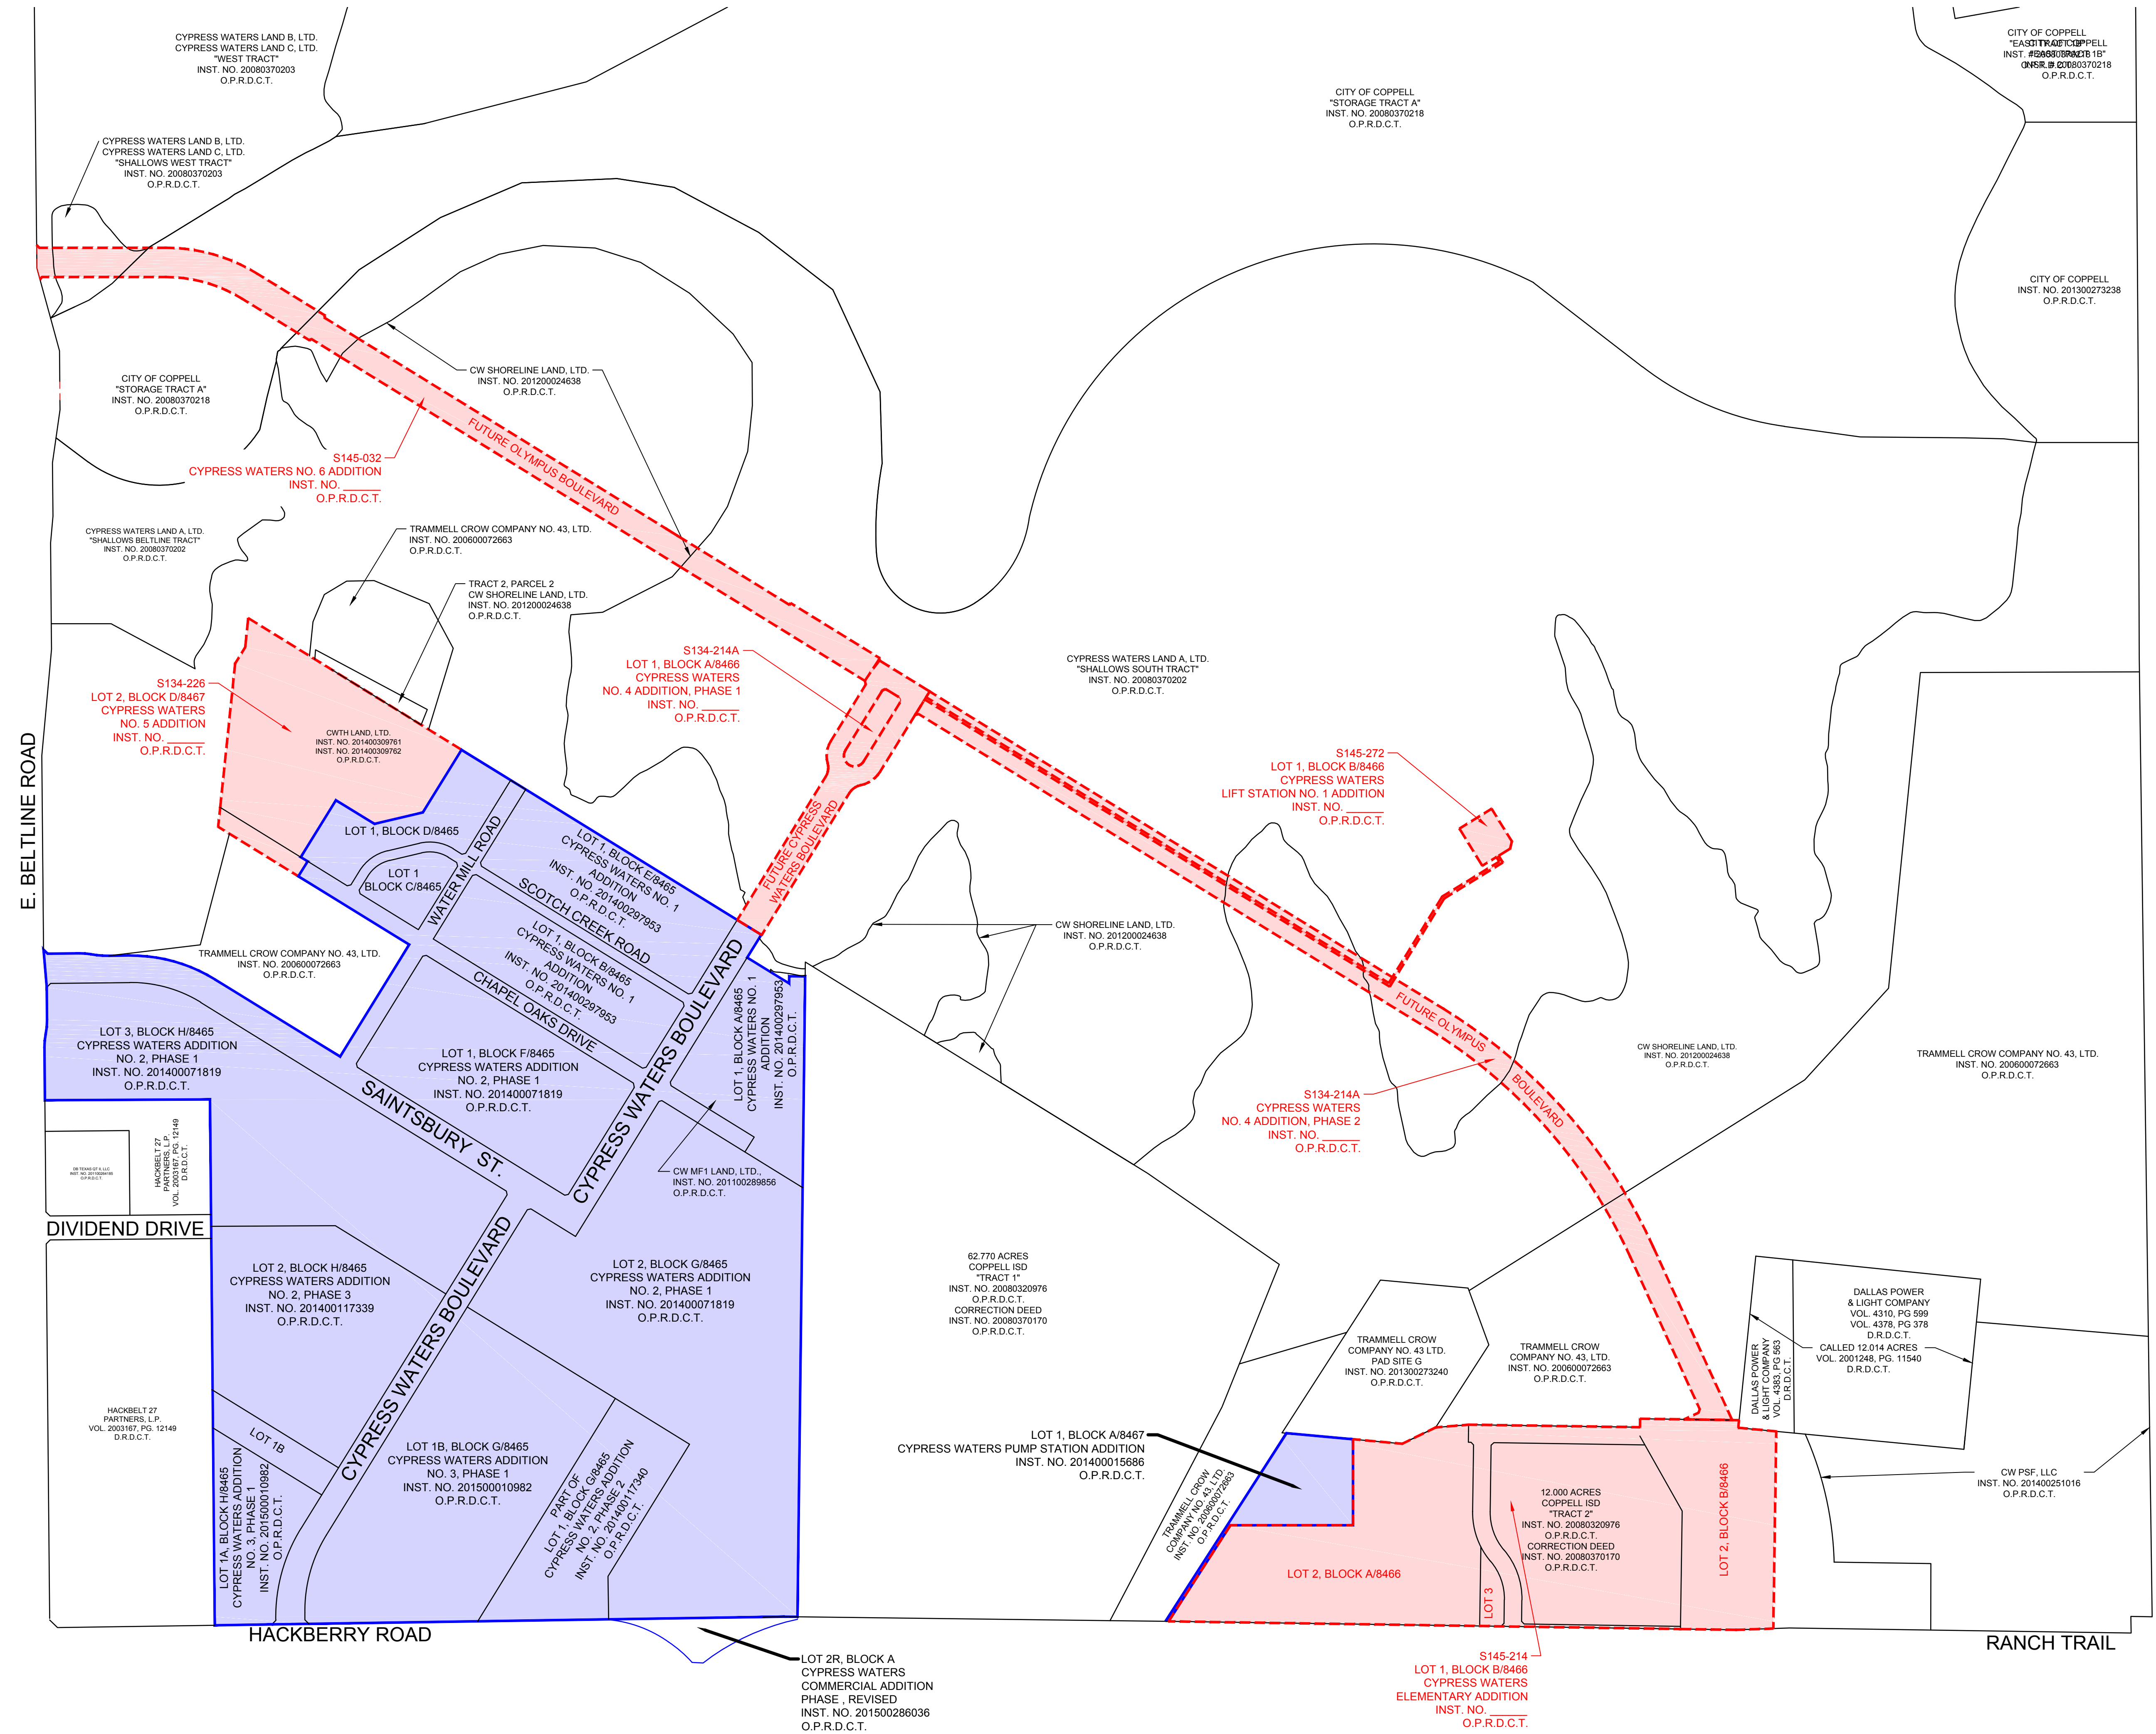 CYPRESS WATERS LAND B, LTD.
CYPRESS WATERS LAND C, LTD.
"WEST TRACT"
INST. NO. 20080370203
O.P.R.D.C.T.
CYPRESS WATERS LAND B, LTD.
CYPRESS WATERS LAND C, LTD.
"SHALLOWS WEST TRACT"
INST. NO. 20080370203
O.P.R.D.C.T.
CITY OF COPPELL
"STORAGE TRACT A"
INST. NO. 20080370218
O.P.R.D.C.T.
CITY OF COPPELL
O.P.R.D.C.T.
CITY OF COPPELL
INST. NO. 201300273238
O.P.R.D.C.T.
CITY OF COPPELL
"STORAGE TRACT A"
INST. NO. 20080370218
O.P.R.D.C.T.
CW SHORELINE LAND, LTD.
INST. NO. 201200024638
O.P.R.D.C.T.
FUTURE OLYMPUS BOULEVARD
S145-032
CYPRESS WATERS NO. 6 ADDITION
INST. NO. ______
O.P.R.D.C.T.
CYPRESS WATERS LAND A, LTD.
"SHALLOWS BELTLINE TRACT"
INST. NO. 20080370202
O.P.R.D.C.T.
TRAMMELL CROW COMPANY NO. 43, LTD.
INST. NO. 200600072663
O.P.R.D.C.T.
TRACT 2, PARCEL 2
CW SHORELINE LAND, LTD.
INST. NO. 201200024638
O.P.R.D.C.T.
S134-214A
LOT 1, BLOCK A/8466
CYPRESS WATERS
NO. 4 ADDITION, PHASE 1
INST. NO. ______
O.P.R.D.C.T.
CYPRESS WATERS LAND A, LTD.
"SHALLOWS SOUTH TRACT"
INST. NO. 20080370202
O.P.R.D.C.T.
S134-226
LOT 2, BLOCK D/8467
CYPRESS WATERS
NO. 5 ADDITION
INST. NO. ______
O.P.R.D.C.T.
CWTH LAND, LTD.
INST. NO. 201400309761
INST. NO. 201400309762
O.P.R.D.C.T.
S145-272
LOT 1, BLOCK B/8466
CYPRESS WATERS
LIFT STATION NO. 1 ADDITION
INST. NO. ______
O.P.R.D.C.T.
E. BELTLINE ROAD
LOT 1, BLOCK D/8465
LOT 1
BLOCK C/8465
WATER MILL ROAD
LOT 1, BLOCK E/8465
CYPRESS WATERS NO. 1
ADDITION
INST. NO. 201400297953
O.P.R.D.C.T.
SCOTCH CREEK ROAD
FUTURE CYPRESS
WATERS BOULEVARD
LOT 1, BLOCK B/8465
CYPRESS WATERS NO. 1
ADDITION
INST. NO. 201400297953
O.P.R.D.C.T.
CHAPEL OAKS DRIVE
TRAMMELL CROW COMPANY NO. 43, LTD.
INST. NO. 200600072663
O.P.R.D.C.T.
CW SHORELINE LAND, LTD.
INST. NO. 201200024638
O.P.R.D.C.T.
LOT 1, BLOCK A/8465
CYPRESS WATERS NO. 1
ADDITION
INST. NO. 201400297953
O.P.R.D.C.T.
CYPRESS WATERS BOULEVARD
LOT 3, BLOCK H/8465
CYPRESS WATERS ADDITION
NO. 2, PHASE 1
INST. NO. 201400071819
O.P.R.D.C.T.
LOT 1, BLOCK F/8465
CYPRESS WATERS ADDITION
NO. 2, PHASE 1
INST. NO. 201400071819
O.P.R.D.C.T.
SAINTSBURY ST.
FUTURE OLYMPUS
BOULEVARD
CW SHORELINE LAND, LTD.
INST. NO. 201200024638
O.P.R.D.C.T.
TRAMMELL CROW COMPANY NO. 43, LTD.
INST. NO. 200600072663
O.P.R.D.C.T.
S134-214A
CYPRESS WATERS
NO. 4 ADDITION, PHASE 2
INST. NO. ______
O.P.R.D.C.T.
HACKBELT 27
PARTNERS, L.P.
VOL. 2003167, PG. 12149
D.R.D.C.T.
O.P.R.D.C.T.
CW MF1 LAND, LTD.,
INST. NO. 201100289856
O.P.R.D.C.T.
DIVIDEND DRIVE
LOT 2, BLOCK H/8465
CYPRESS WATERS ADDITION
NO. 2, PHASE 3
INST. NO. 201400117339
O.P.R.D.C.T.
CYPRESS WATERS BOULEVARD
LOT 2, BLOCK G/8465
CYPRESS WATERS ADDITION
NO. 2, PHASE 1
INST. NO. 201400071819
O.P.R.D.C.T.
62.770 ACRES
COPPELL ISD
"TRACT 1"
INST. NO. 20080320976
O.P.R.D.C.T.
CORRECTION DEED
INST. NO. 20080370170
O.P.R.D.C.T.
TRAMMELL CROW
COMPANY NO. 43 LTD.
PAD SITE G
INST. NO. 201300273240
O.P.R.D.C.T.
TRAMMELL CROW
COMPANY NO. 43, LTD.
INST. NO. 200600072663
O.P.R.D.C.T.
DALLAS POWER
& LIGHT COMPANY
VOL. 4383, PG 563
D.R.D.C.T.
DALLAS POWER
& LIGHT COMPANY
VOL. 4310, PG 599
VOL. 4378, PG 378
D.R.D.C.T.
CALLED 12.014 ACRES
VOL. 2001248, PG. 11540
D.R.D.C.T.
HACKBELT 27
PARTNERS, L.P.
VOL. 2003167, PG. 12149
D.R.D.C.T.
LOT 1B
LOT 1A, BLOCK H/8465
CYPRESS WATERS ADDITION
NO. 3, PHASE 1
INST. NO. 201500010982
O.P.R.D.C.T.
LOT 1B, BLOCK G/8465
CYPRESS WATERS ADDITION
NO. 3, PHASE 1
INST. NO. 201500010982
O.P.R.D.C.T.
PART OF
LOT 1, BLOCK G/8465
CYPRESS WATERS ADDITION
NO. 2, PHASE 2
INST. NO. 201400117340
O.P.R.D.C.T.
LOT 1, BLOCK A/8467
CYPRESS WATERS PUMP STATION ADDITION
INST. NO. 201400015686
O.P.R.D.C.T.
TRAMMELL CROW
COMPANY NO. 43, LTD.
INST. NO. 200600072663
O.P.R.D.C.T.
LOT 2, BLOCK A/8466
LOT 3
12.000 ACRES
COPPELL ISD
"TRACT 2"
INST. NO. 20080320976
O.P.R.D.C.T.
CORRECTION DEED
INST. NO. 20080370170
O.P.R.D.C.T.
LOT 2, BLOCK B/8466
CW PSF, LLC
INST. NO. 201400251016
O.P.R.D.C.T.
HACKBERRY ROAD
RANCH TRAIL
LOT 2R, BLOCK A
CYPRESS WATERS
COMMERCIAL ADDITION
PHASE , REVISED
INST. NO. 201500286036
O.P.R.D.C.T.
S145-214
LOT 1, BLOCK B/8466
CYPRESS WATERS
ELEMENTARY ADDITION
INST. NO. ______
O.P.R.D.C.T.